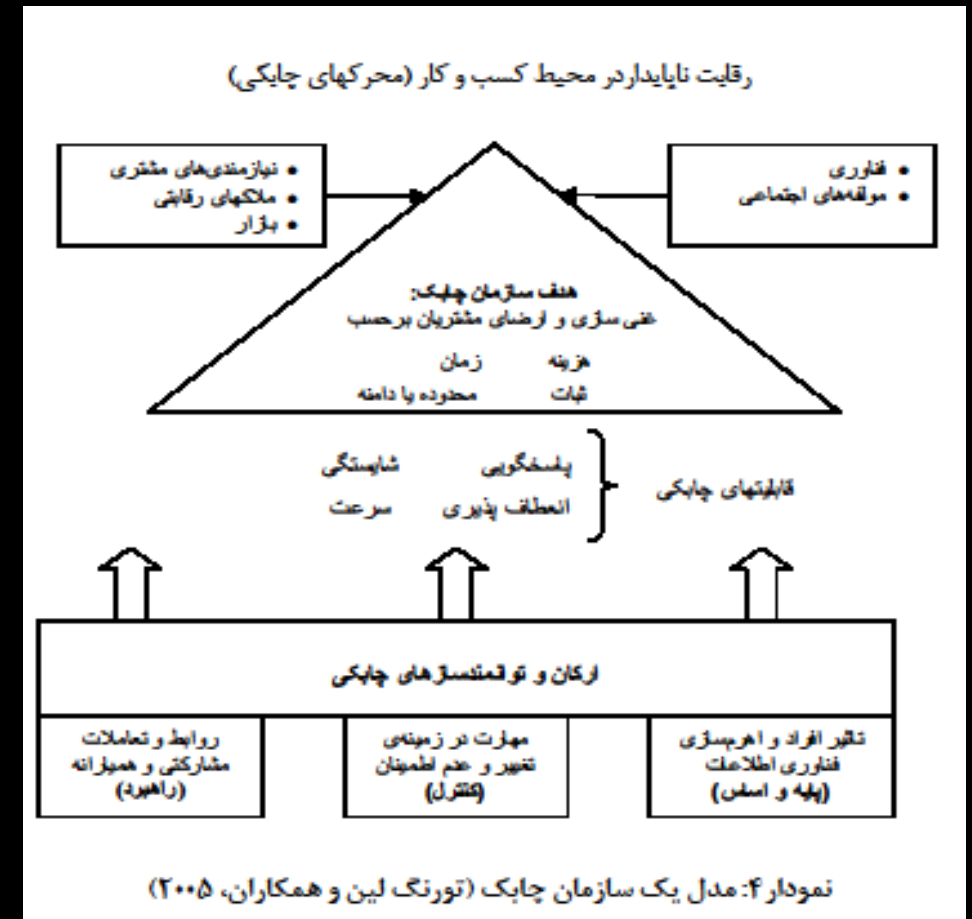 رقابت ناپایداردر محیط کسب و کار (محرکهای چابکی)
• فناوری
• مولفه‌های اجتماعی
• نیازمندی‌های مشتری
• ملاکهای رقابتی
• بازار
هدف سازمان چابک:
غنی سازی و ارضای مشتریان برحسب
هزینه زمان
ثبات محدوده یا دامنه
پاسخگویی شایستگی
انعطاف پذیری سرعت
قابلیتهای چابکی
ارکان و توانمندسازهای چابکی
تاثیر افراد و اهرم‌سازی
فناوری اطلاعات
(پایه و اساس)
مهارت در زمینه‌ی
تغییر و عدم اطمینان
(کنترل)
روابط و تعاملات
مشارکتی و همیارانه
(راهبرد)
نمودار ۴: مدل یک سازمان چابک (تورنگ لین و همکاران، ۲۰۰۵)